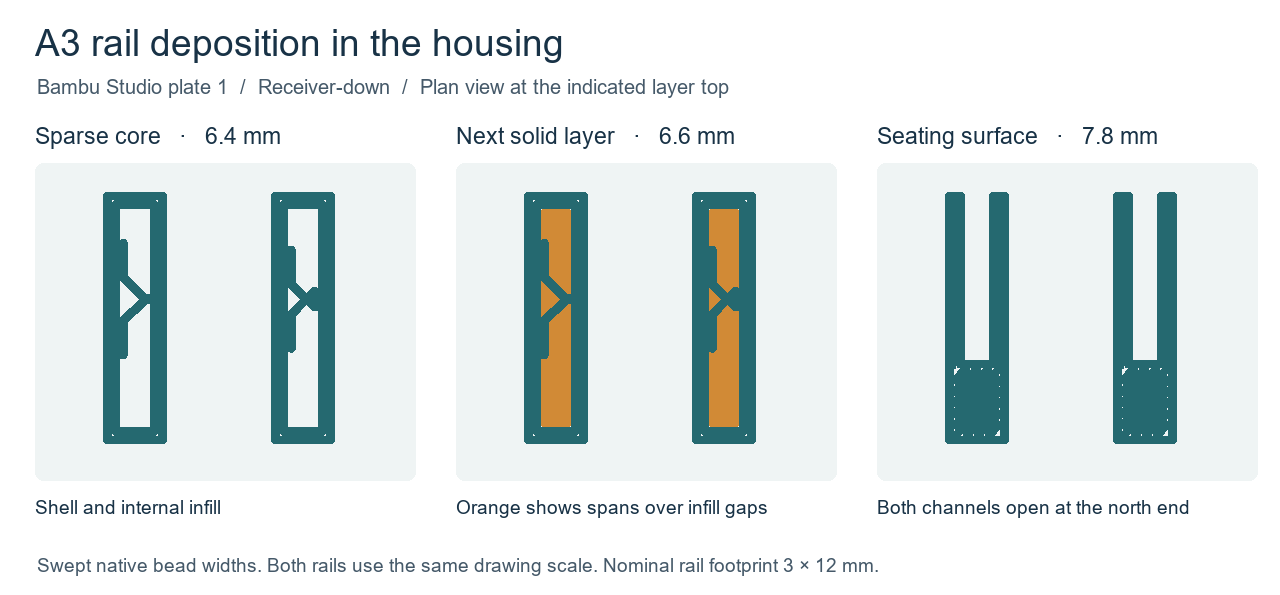 A3 rail deposition in the housing
Bambu Studio plate 1 / Receiver-down / Plan view at the indicated layer top
Sparse core · 6.4 mm
Next solid layer · 6.6 mm
Seating surface · 7.8 mm
Shell and internal infill
Orange shows spans over infill gaps
Both channels open at the north end
Swept native bead widths. Both rails use the same drawing scale. Nominal rail footprint 3 × 12 mm.